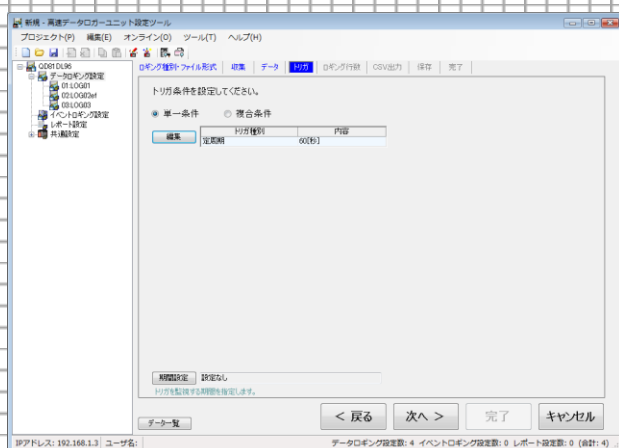 新規 - 高速データロガーユニット設定ツール
プロジェクト(P) 編集(E) オンライン(O) ツール(T) ヘルプ(H)
QD81DL96
データロギング設定
01:LOG01
02:LOG02et
03:LOG03
イベントロギング設定
レポート設定
共通設定
ロギング種別・ファイル形式 収集 データ トリガ ロギング行数 CSV出力 保存 完了
トリガ条件を設定してください。
単一条件 複合条件
編集
トリガ種別 内容
定周期 60[秒]
期間設定 設定なし
トリガを監視する期間を指定します。
データ一覧
< 戻る 次へ > 完了 キャンセル
IPアドレス: 192.168.1.3 ユーザ名: データロギング設定数: 4 イベントロギング設定数: 0 レポート設定数: 0 (合計: 4)